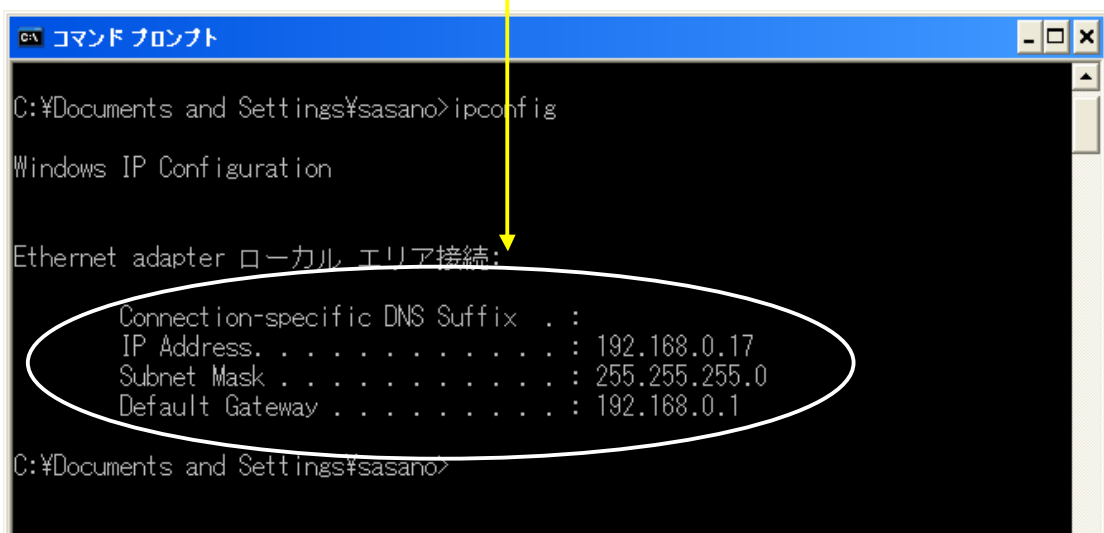 コマンド プロンプト
C:¥Documents and Settings¥sasano>ipconfig
Windows IP Configuration
Ethernet adapter ローカル エリア接続:
Connection-specific DNS Suffix . :
IP Address. . . . . . . . . . . . : 192.168.0.17
Subnet Mask . . . . . . . . . . . : 255.255.255.0
Default Gateway . . . . . . . . . : 192.168.0.1
C:¥Documents and Settings¥sasano>